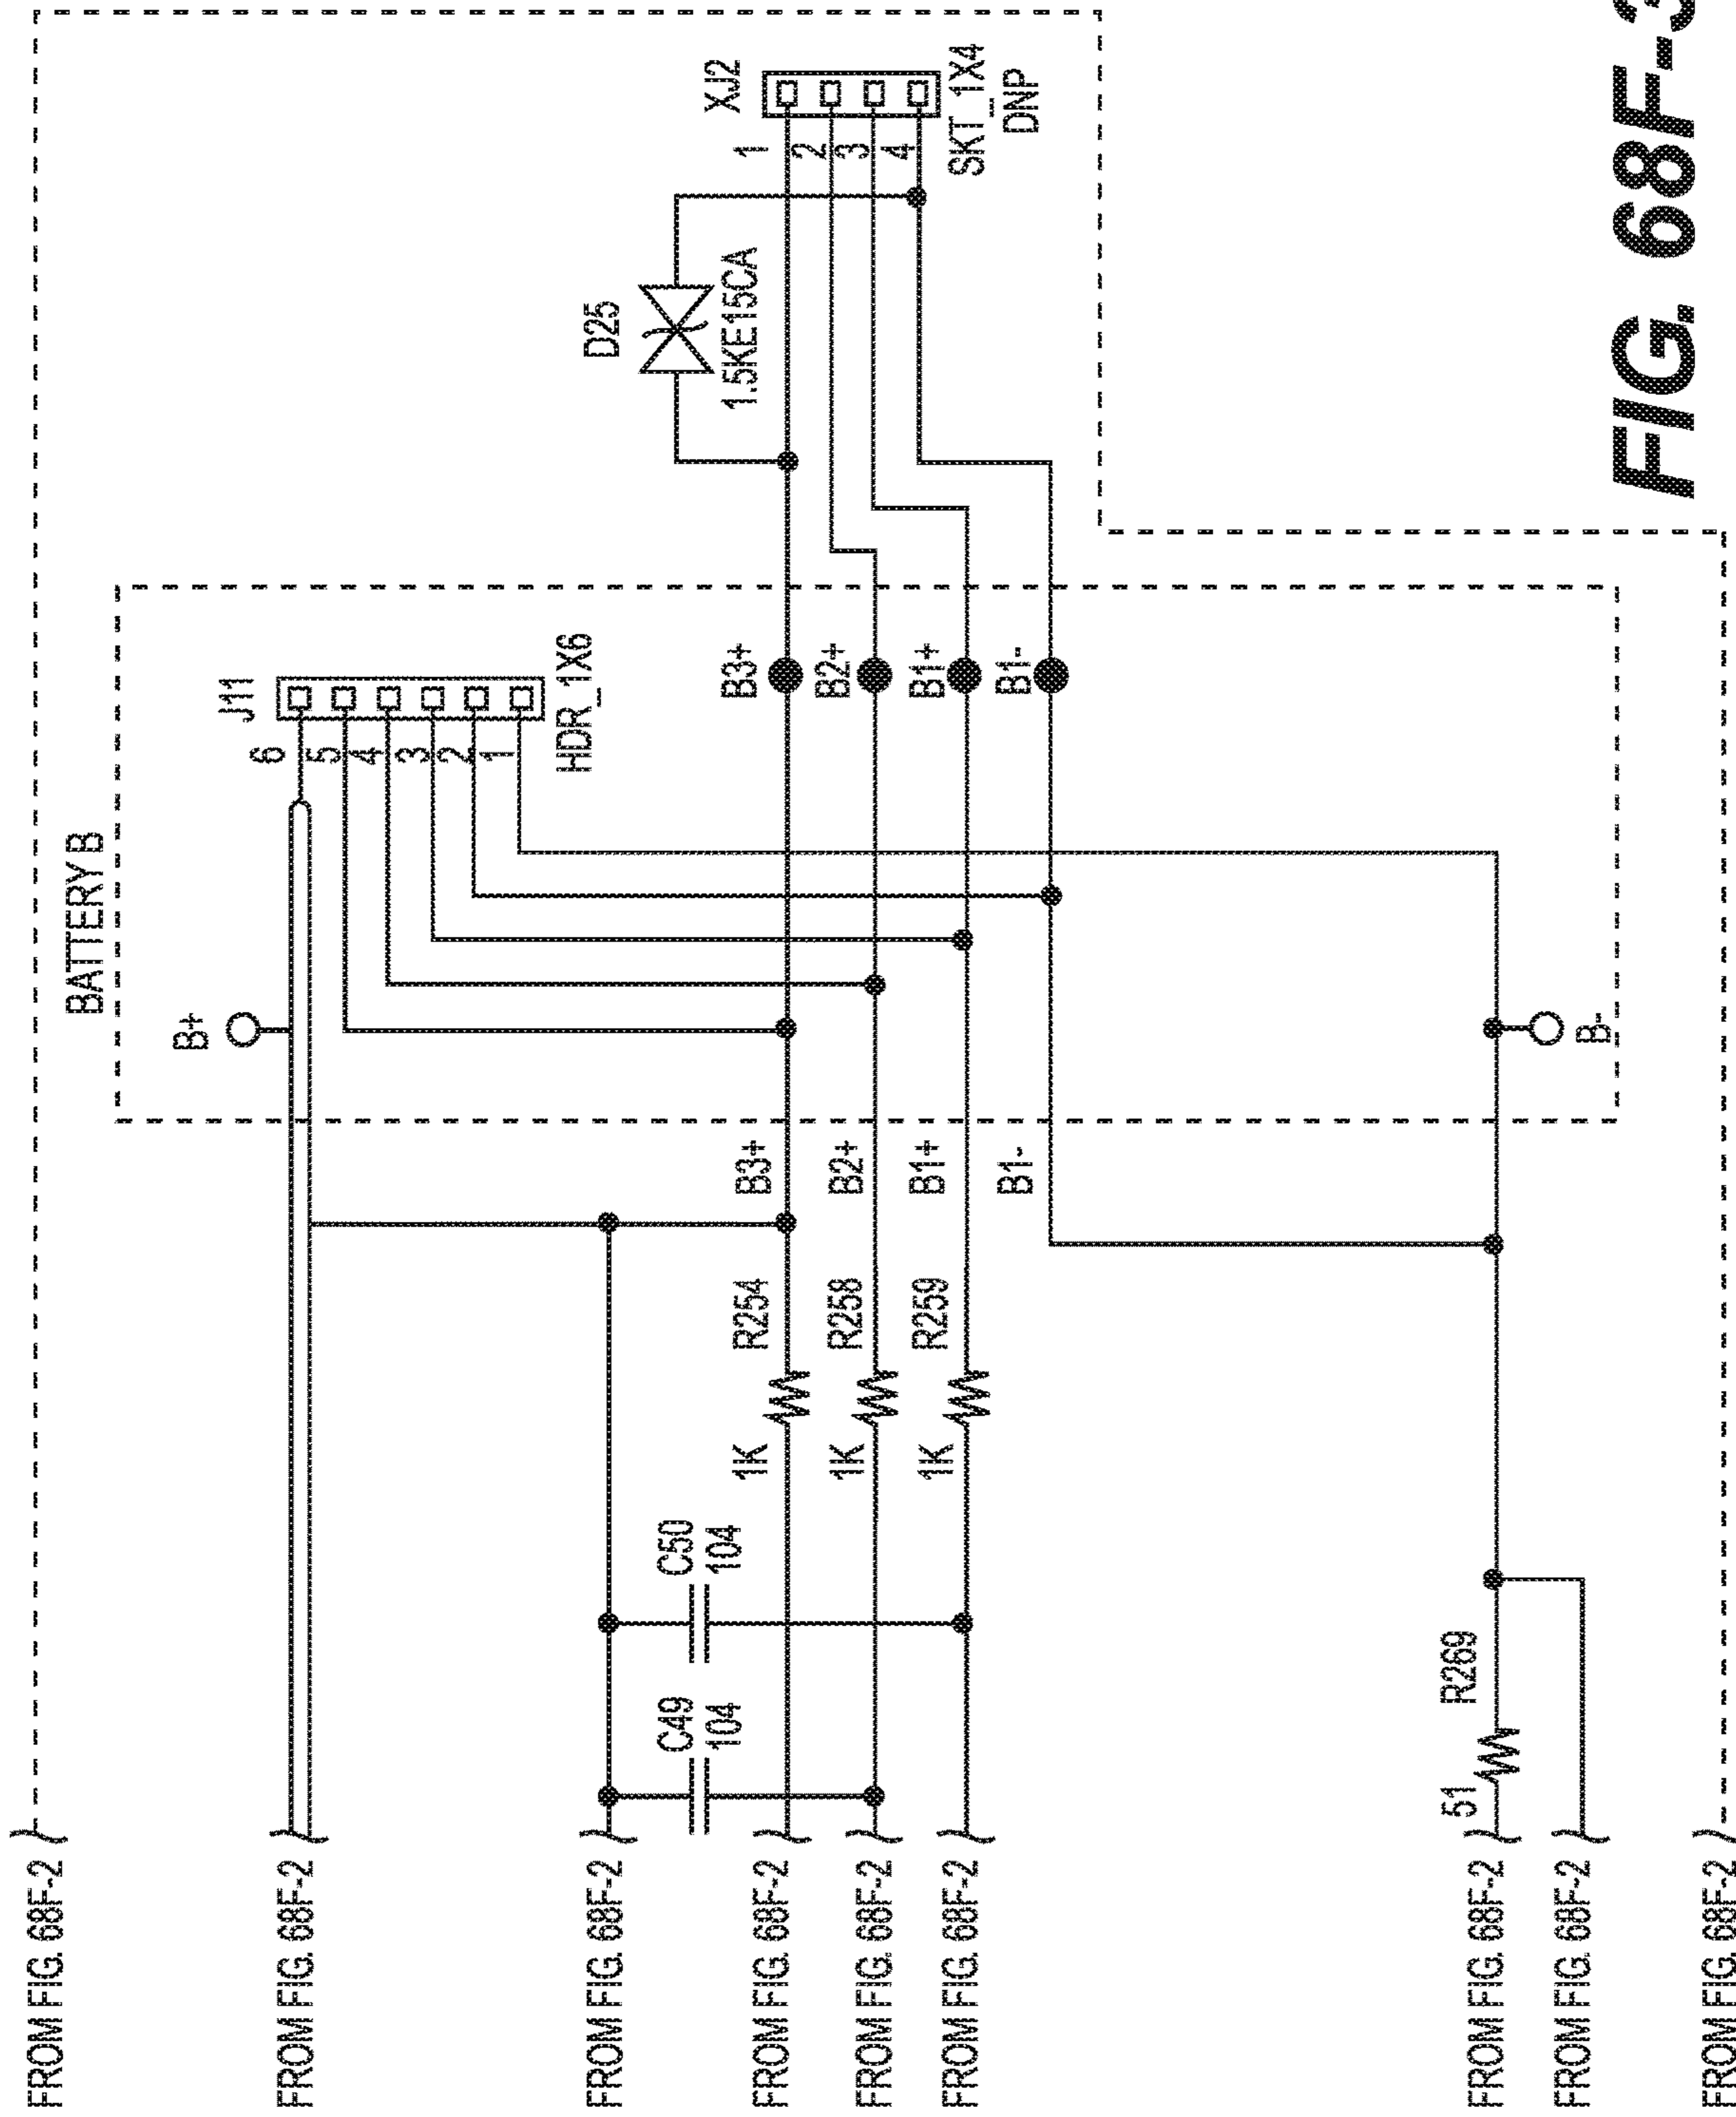 BATTERY B
B+
J11
6
5
4
3
2
1
HDR_1X6
D25
1.5KE15CA
XJ2
1
2
3
4
SKT_1X4
DNP
B3+
B2+
B1+
B1-
B3+
B2+
B1+
B1-
1K
R254
1K
R258
1K
R259
C50
104
C49
104
51
R269
B-
FROM FIG. 68F-2
FROM FIG. 68F-2
FROM FIG. 68F-2
FROM FIG. 68F-2
FROM FIG. 68F-2
FROM FIG. 68F-2
FROM FIG. 68F-2
FROM FIG. 68F-2
FROM FIG. 68F-2
FIG. 68F-3